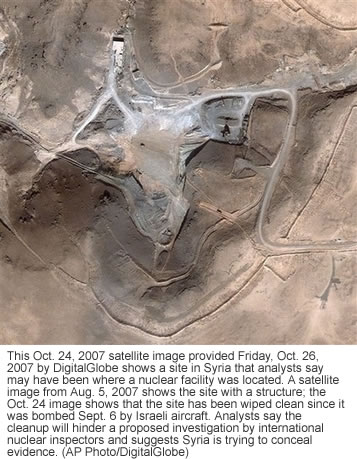 This Oct. 24, 2007 satellite image provided Friday, Oct. 26,
2007 by DigitalGlobe shows a site in Syria that analysts say
may have been where a nuclear facility was located. A satellite
image from Aug. 5, 2007 shows the site with a structure; the
Oct. 24 image shows that the site has been wiped clean since it
was bombed Sept. 6 by Israeli aircraft. Analysts say the
cleanup will hinder a proposed investigation by international
nuclear inspectors and suggests Syria is trying to conceal
evidence. (AP Photo/DigitalGlobe)